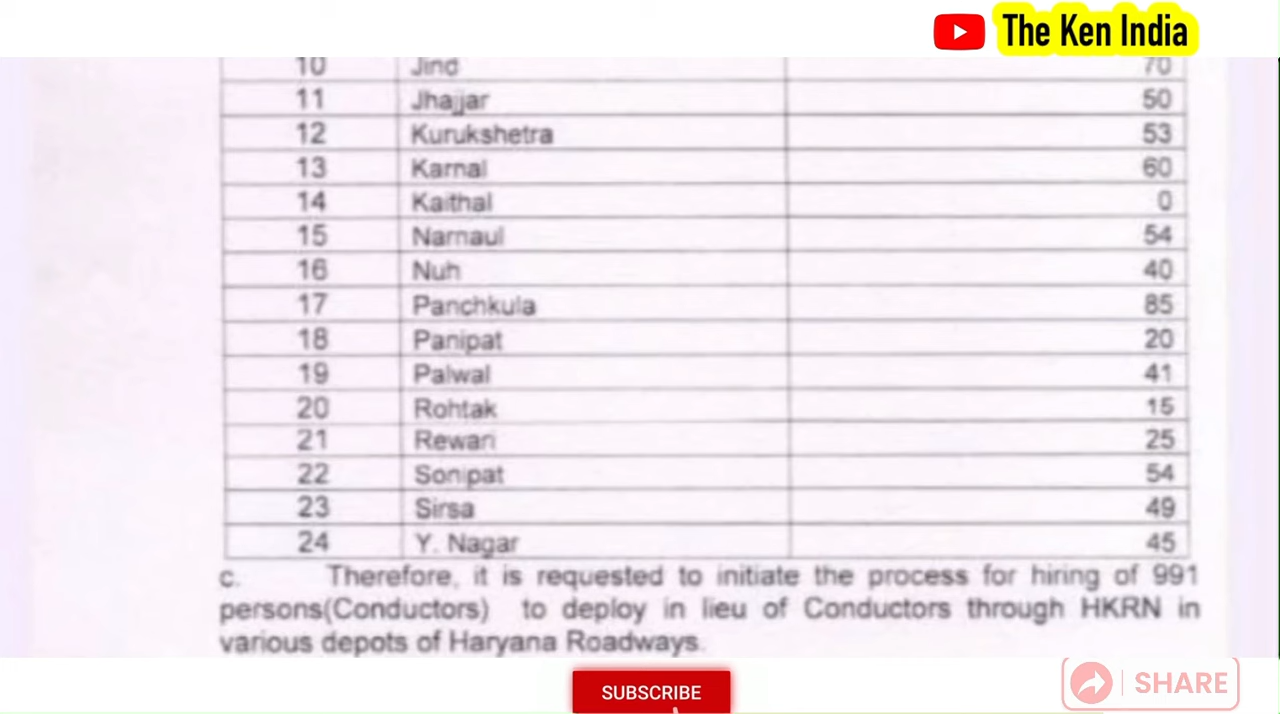 The Ken India
10 Jind 70
11 Jhajjar 50
12 Kurukshetra 53
13 Karnal 60
14 Kaithal 0
15 Narnaul 54
16 Nuh 40
17 Panchkula 85
18 Panipat 20
19 Palwal 41
20 Rohtak 15
21 Rewari 25
22 Sonipat 54
23 Sirsa 49
24 Y. Nagar 45
c. Therefore, it is requested to initiate the process for hiring of 991
persons(Conductors) to deploy in lieu of Conductors through HKRN in
various depots of Haryana Roadways.
SUBSCRIBE
SHARE